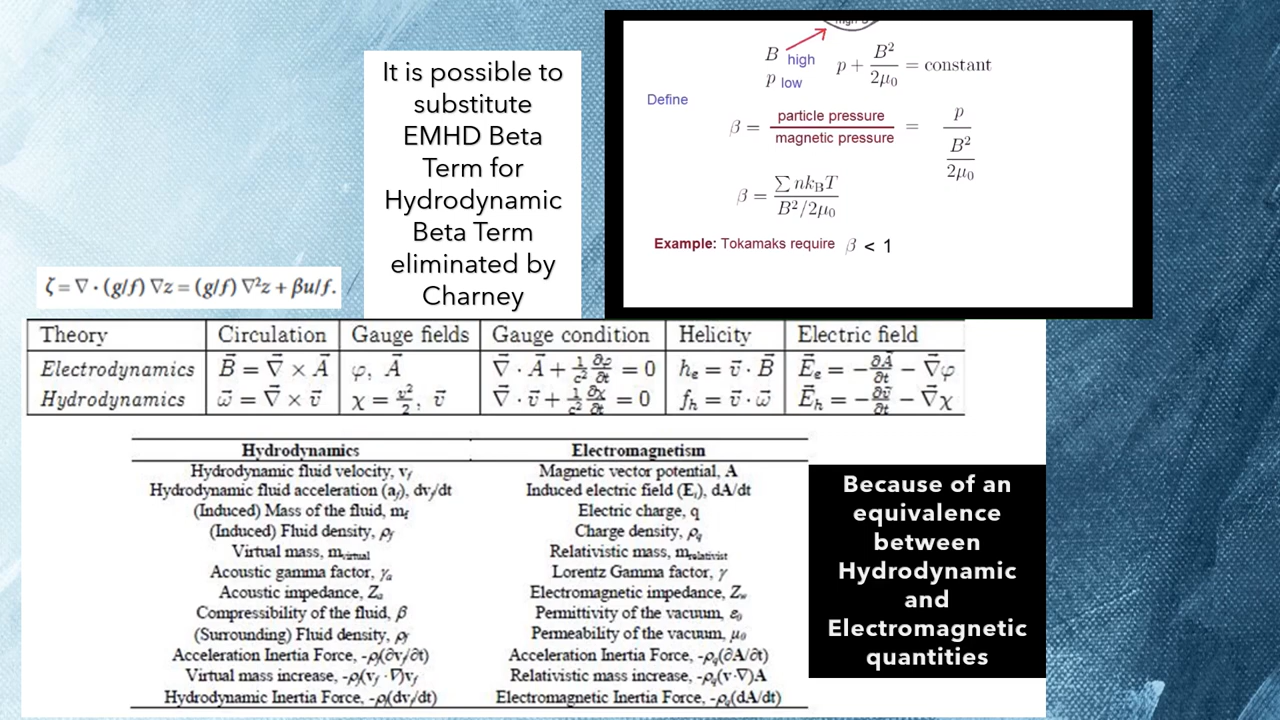 It is possible to
substitute
EMHD Beta
Term for
Hydrodynamic
Beta Term
eliminated by
Charney
B high
p low
p + B²/2μ₀ = constant
Define
β = particle pressure / magnetic pressure = p / (B²/2μ₀)
β = ∑ nk_BT / B²/2μ₀
Example: Tokamaks require β < 1
ζ = ∇ · (g/f) ∇z = (g/f) ∇²z + βu/f.
Theory Circulation Gauge fields Gauge condition Helicity Electric field
Electrodynamics B⃗ = ∇⃗ × A⃗ φ, A⃗ ∇⃗ · A⃗ + 1/c² ∂φ/∂t = 0 hₑ = v⃗ · B⃗ E⃗ₑ = −∂A⃗/∂t − ∇⃗φ
Hydrodynamics ω⃗ = ∇⃗ × v⃗ χ = v²/2, v⃗ ∇⃗ · v⃗ + 1/c² ∂χ/∂t = 0 f_h = v⃗ · ω⃗ E⃗_h = −∂v⃗/∂t − ∇⃗χ
Hydrodynamics Electromagnetism
Hydrodynamic fluid velocity, v_f Magnetic vector potential, A
Hydrodynamic fluid acceleration (a_f), dv_f/dt Induced electric field (E_i), dA/dt
(Induced) Mass of the fluid, m_f Electric charge, q
(Induced) Fluid density, ρ_f Charge density, ρ_q
Virtual mass, m_virtual Relativistic mass, m_relativist
Acoustic gamma factor, γ_a Lorentz Gamma factor, γ
Acoustic impedance, Z_a Electromagnetic impedance, Z_w
Compressibility of the fluid, β Permittivity of the vacuum, ε₀
(Surrounding) Fluid density, ρ_f Permeability of the vacuum, μ₀
Acceleration Inertia Force, -ρ_f(∂v_f/∂t) Acceleration Inertia Force, -ρ_q(∂A/∂t)
Virtual mass increase, -ρ_f(v_f · ∇)v_f Relativistic mass increase, -ρ_q(v · ∇)A
Hydrodynamic Inertia Force, -ρ_f(dv_f/dt) Electromagnetic Inertia Force, -ρ_q(dA/dt)
Because of an
equivalence
between
Hydrodynamic
and
Electromagnetic
quantities